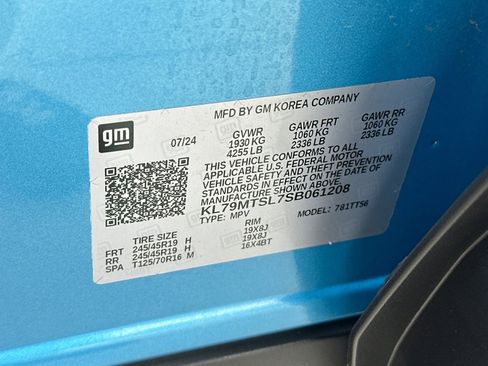 gm
MFD BY GM KOREA COMPANY
07/24 GVWR GAWR FRT GAWR RR
1930 KG 1060 KG 1060 KG
4255 LB 2336 LB 2336 LB
THIS VEHICLE CONFORMS TO ALL
APPLICABLE U.S. FEDERAL MOTOR
VEHICLE SAFETY AND THEFT PREVENTION
STANDARDS IN EFFECT ON THE DATE OF
MANUFACTURE SHOWN ABOVE.
KL79MTSL7SB061208
TYPE: MPV MODEL: 781TT56
TIRE SIZE RIM
FRT 245/45R19 H 19X8J
RR 245/45R19 H 19X8J
SPA T125/70R16 M 16X4BT